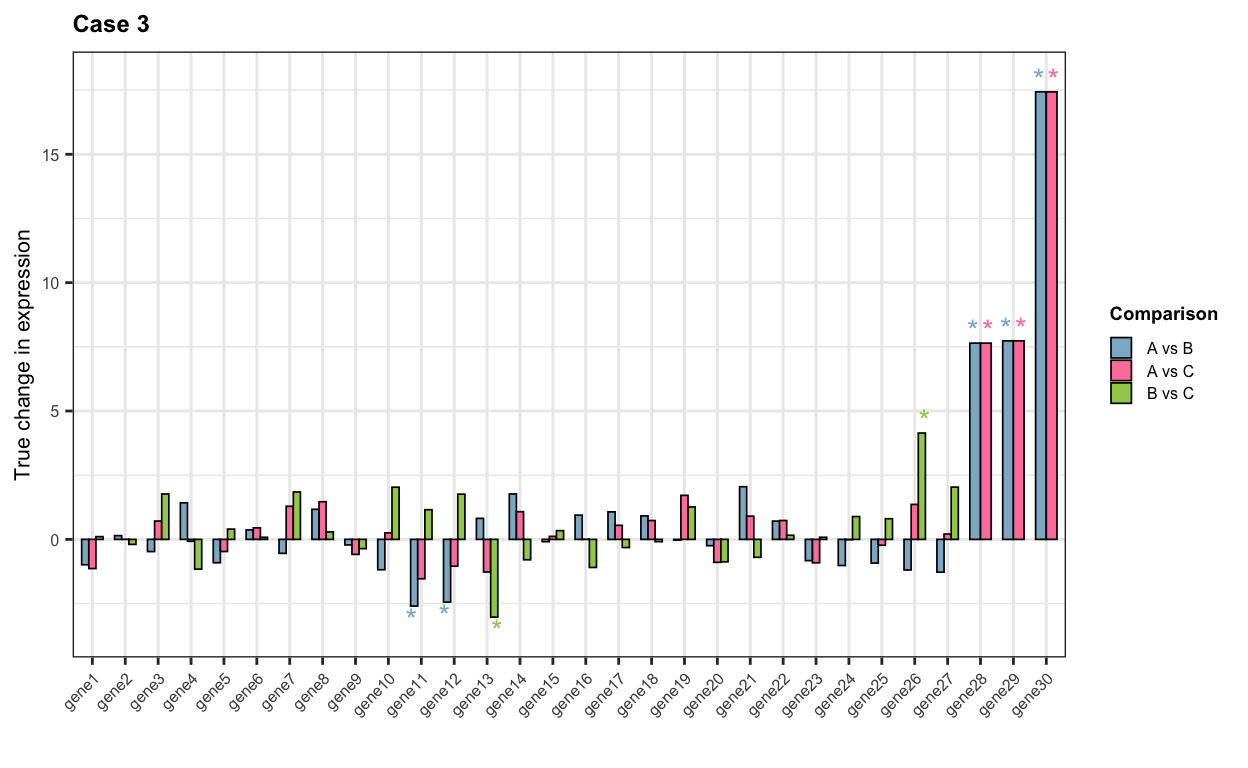 Case 3
True change in expression
15
10
5
0
* *
* * * *
*
* *
*
gene1 gene2 gene3 gene4 gene5 gene6 gene7 gene8 gene9 gene10 gene11 gene12 gene13 gene14 gene15 gene16 gene17 gene18 gene19 gene20 gene21 gene22 gene23 gene24 gene25 gene26 gene27 gene28 gene29 gene30
Comparison
A vs B
A vs C
B vs C